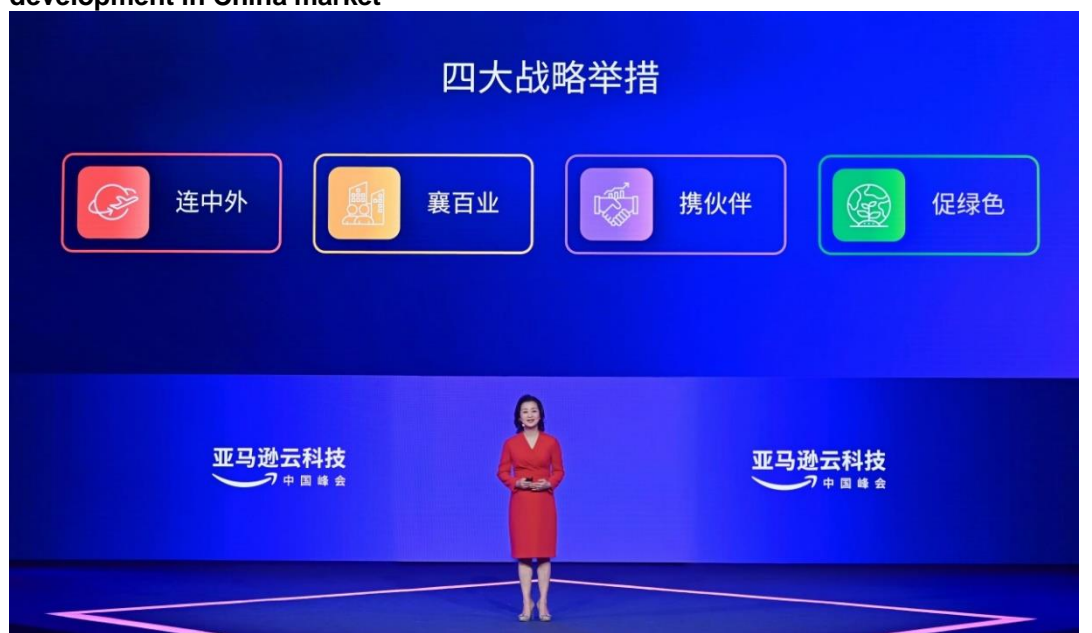 development in China market
四大战略举措
连中外
襄百业
携伙伴
促绿色
亚马逊云科技
中国峰会
亚马逊云科技
中国峰会